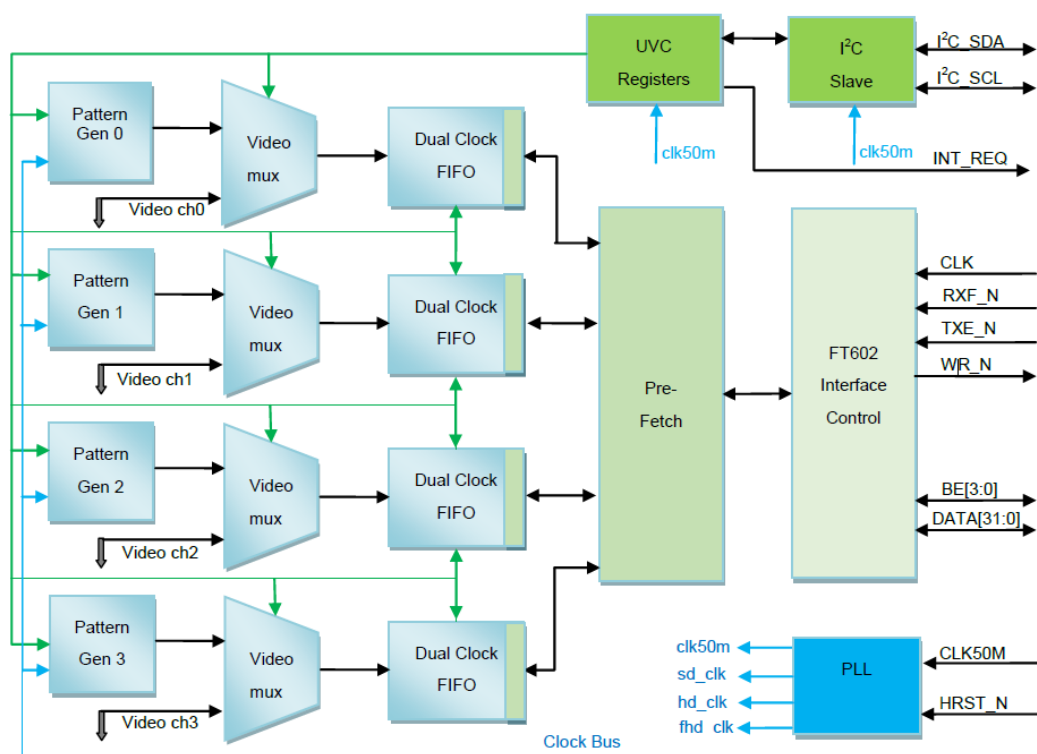 UVC
Registers
I²C
Slave
I²C_SDA
I²C_SCL
clk50m
clk50m
INT_REQ
Pattern
Gen 0
Video
mux
Dual Clock
FIFO
Video ch0
Pattern
Gen 1
Video
mux
Dual Clock
FIFO
Video ch1
Pattern
Gen 2
Video
mux
Dual Clock
FIFO
Video ch2
Pattern
Gen 3
Video
mux
Dual Clock
FIFO
Video ch3
Pre-
Fetch
FT602
Interface
Control
CLK
RXF_N
TXE_N
WR_N
BE[3:0]
DATA[31:0]
clk50m
sd_clk
hd_clk
fhd_clk
PLL
CLK50M
HRST_N
Clock Bus